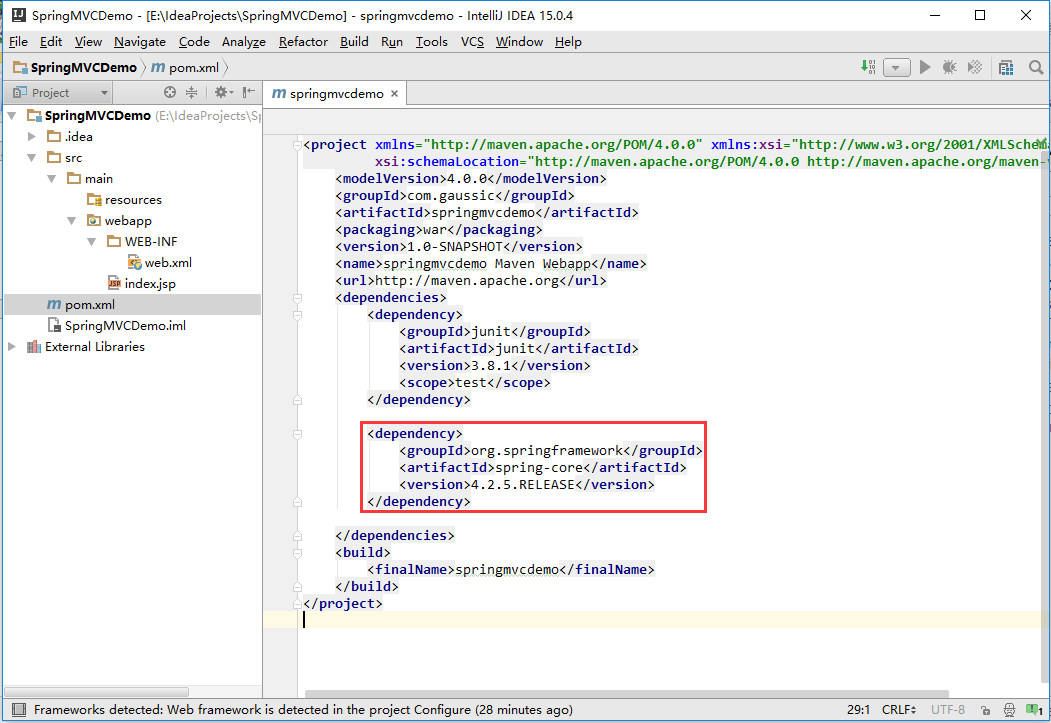 SpringMVCDemo - [E:\IdeaProjects\SpringMVCDemo] - springmvcdemo - IntelliJ IDEA 15.0.4
File Edit View Navigate Code Analyze Refactor Build Run Tools VCS Window Help
SpringMVCDemo m pom.xml
Project
m springmvcdemo
SpringMVCDemo (E:\IdeaProjects\Sp
.idea
src
main
resources
webapp
WEB-INF
web.xml
JSP index.jsp
m pom.xml
SpringMVCDemo.iml
External Libraries
<project xmlns="http://maven.apache.org/POM/4.0.0" xmlns:xsi="http://www.w3.org/2001/XMLSchem
xsi:schemaLocation="http://maven.apache.org/POM/4.0.0 http://maven.apache.org/maven-v
<modelVersion>4.0.0</modelVersion>
<groupId>com.gaussic</groupId>
<artifactId>springmvcdemo</artifactId>
<packaging>war</packaging>
<version>1.0-SNAPSHOT</version>
<name>springmvcdemo Maven Webapp</name>
<url>http://maven.apache.org</url>
<dependencies>
<dependency>
<groupId>junit</groupId>
<artifactId>junit</artifactId>
<version>3.8.1</version>
<scope>test</scope>
</dependency>
<dependency>
<groupId>org.springframework</groupId>
<artifactId>spring-core</artifactId>
<version>4.2.5.RELEASE</version>
</dependency>
</dependencies>
<build>
<finalName>springmvcdemo</finalName>
</build>
</project>
Frameworks detected: Web framework is detected in the project Configure (28 minutes ago) 29:1 CRLF UTF-8 1